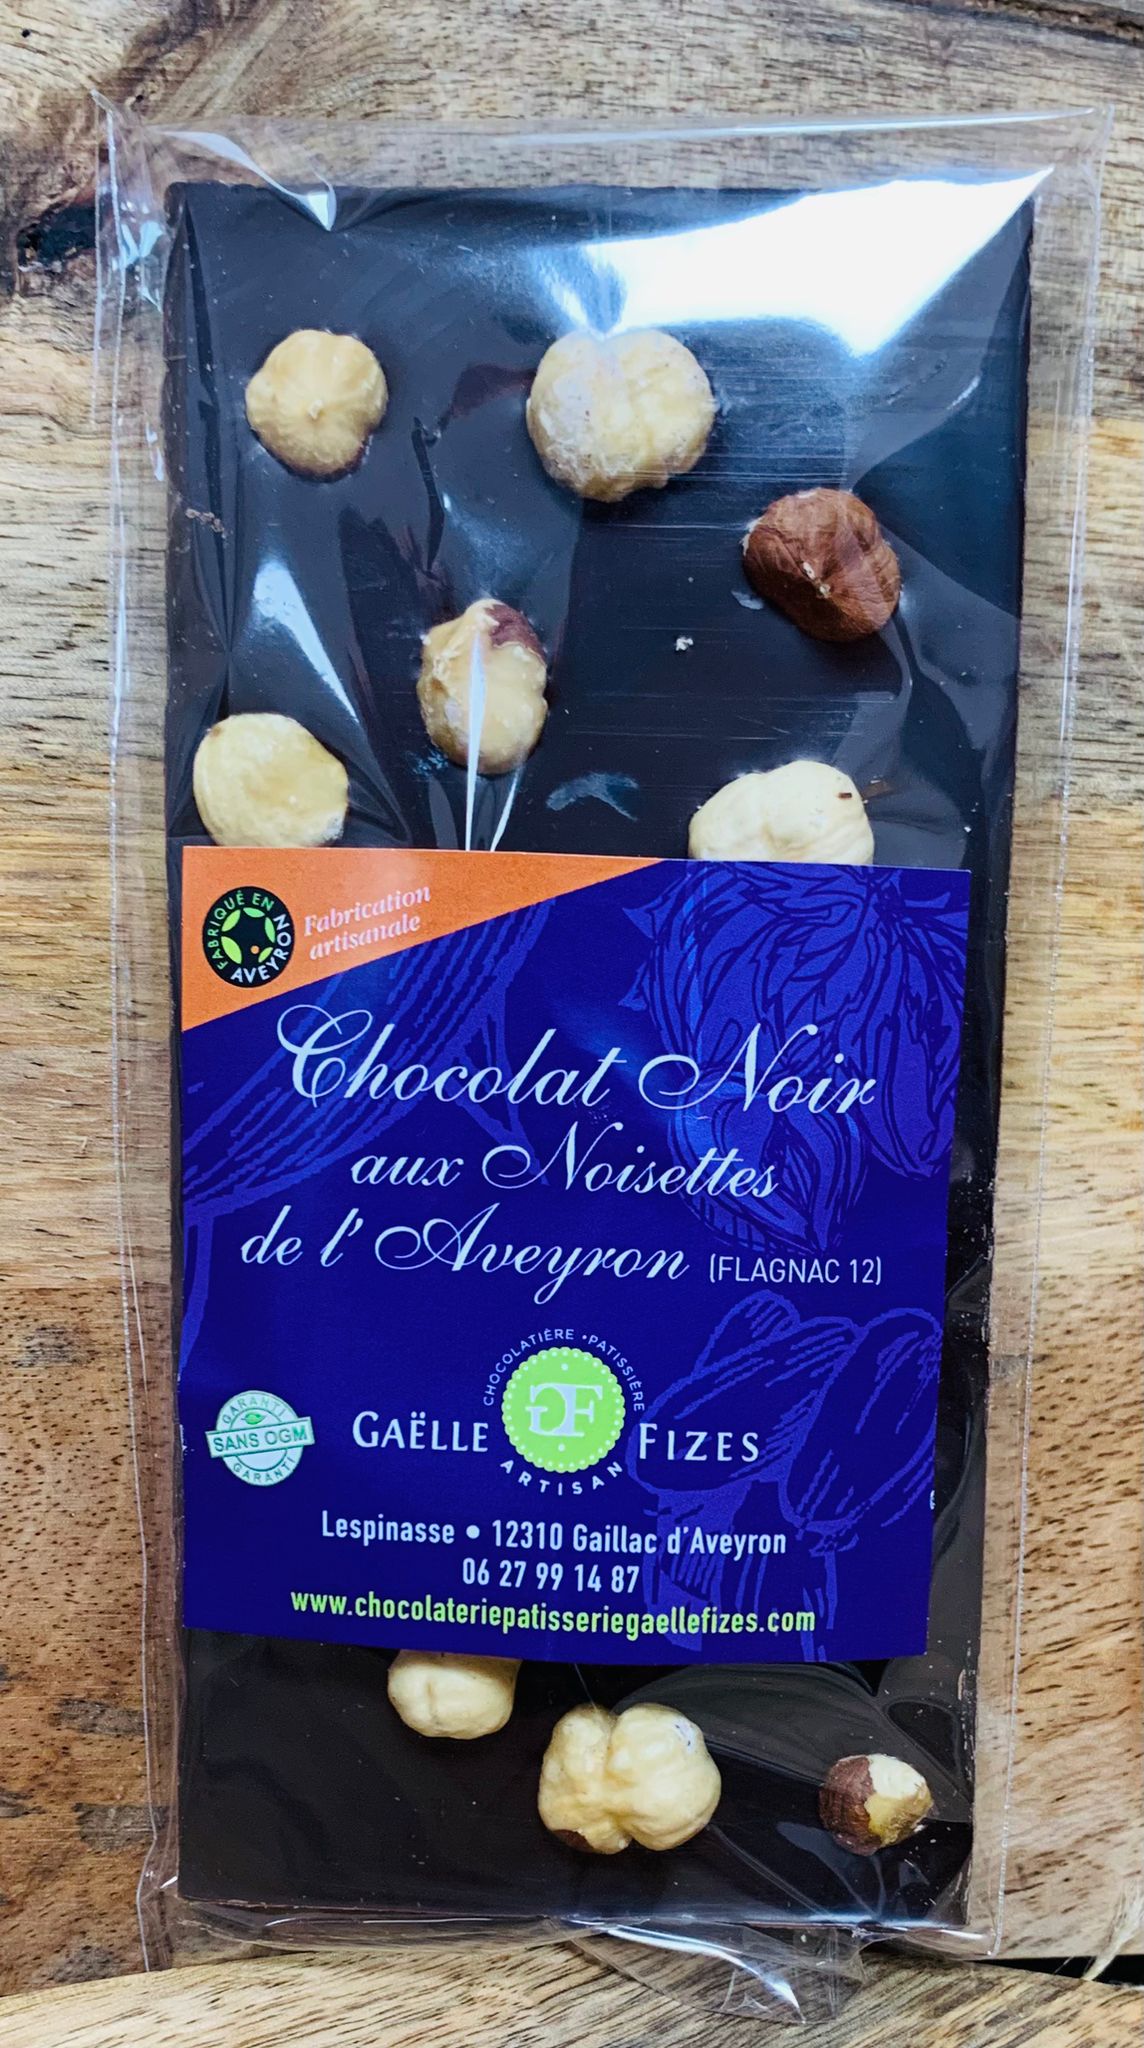 FABRIQUÉ EN AVEYRON
Fabrication
artisanale
Chocolat Noir
aux Noisettes
de l' Aveyron (FLAGNAC 12)
CHOCOLATIÈRE • PATISSIÈRE
GAËLLE GF FIZES
ARTISAN
GARANTI
SANS OGM
GARANTI
Lespinasse • 12310 Gaillac d'Aveyron
06 27 99 14 87
www.chocolateriepatisseriegaellefizes.com